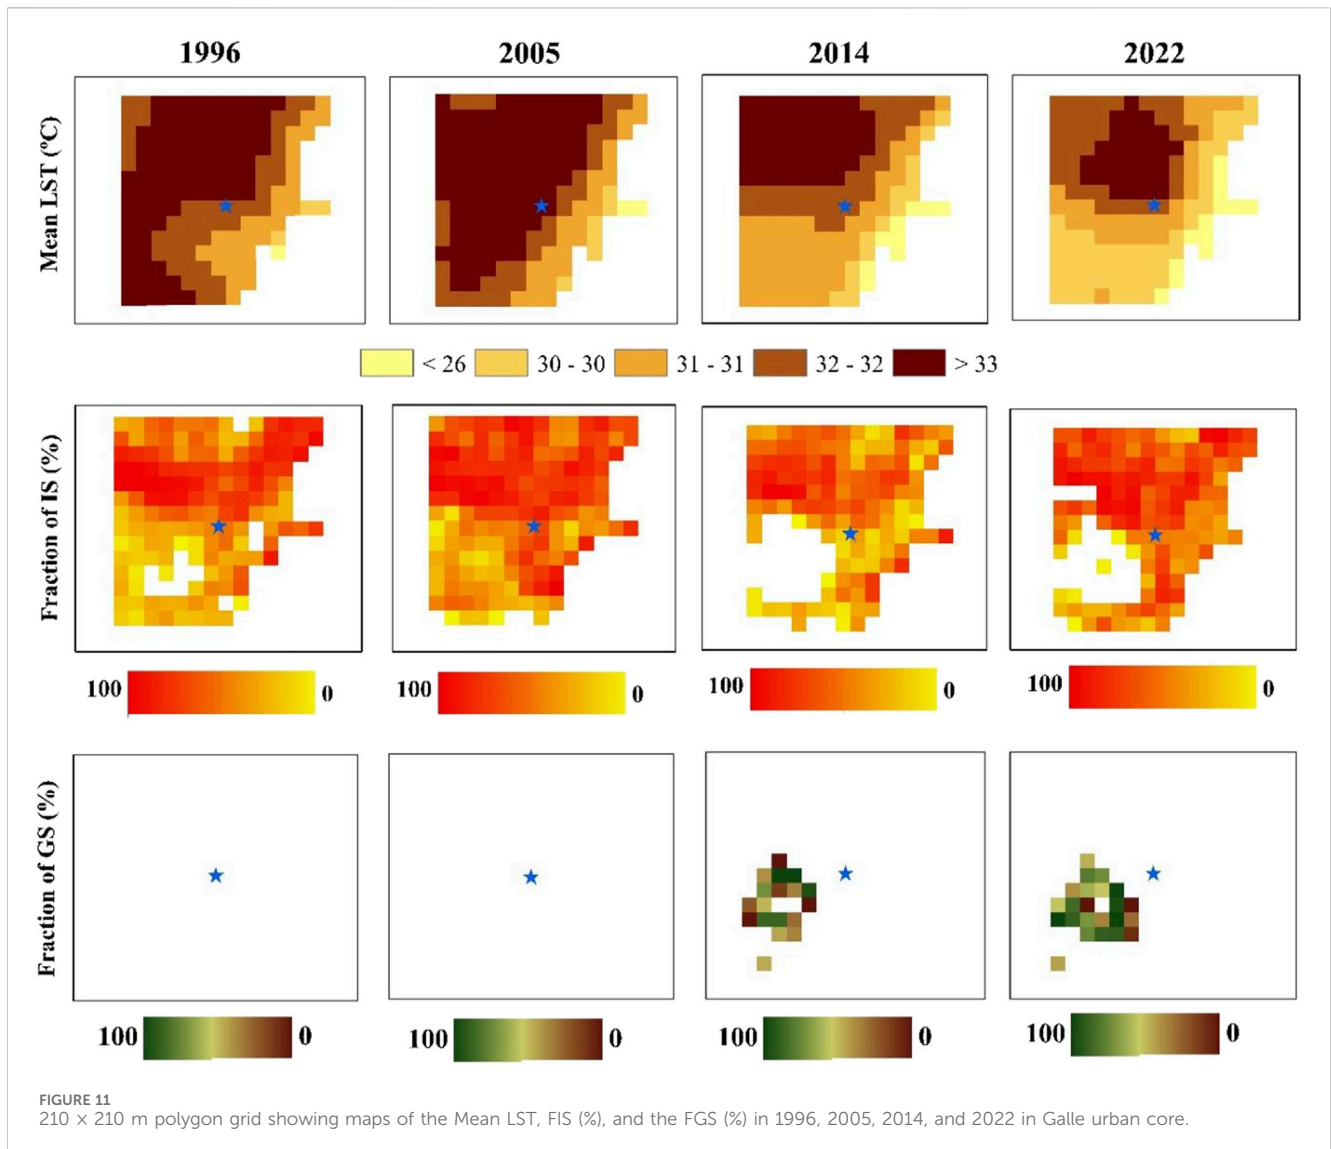 1996 2005 2014 2022
Mean LST (ºC)
< 26 30 - 30 31 - 31 32 - 32 > 33
Fraction of IS (%)
100 0 100 0 100 0 100 0
Fraction of GS (%)
100 0 100 0 100 0 100 0
FIGURE 11
210 × 210 m polygon grid showing maps of the Mean LST, FIS (%), and the FGS (%) in 1996, 2005, 2014, and 2022 in Galle urban core.